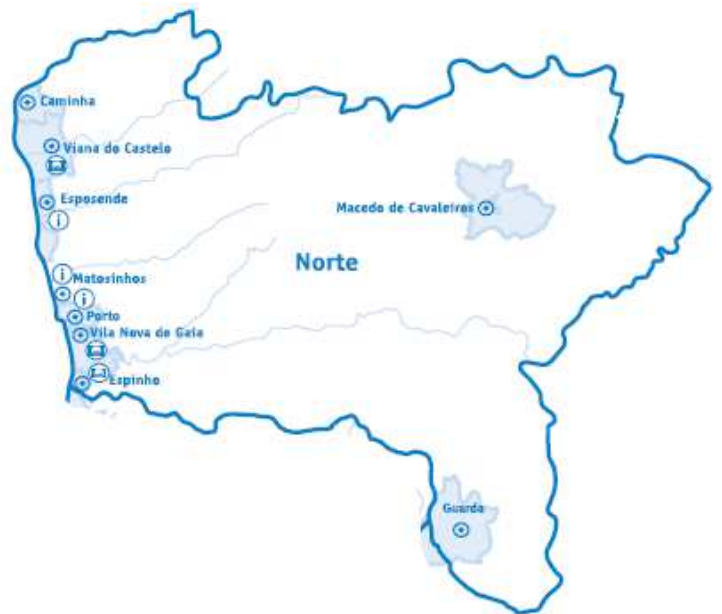 Caminha
Viana do Castelo
Esposende
i
Macedo de Cavaleiros
Norte
i
Matosinhos
i
Porto
Vila Nova de Gaia
Espinho
Guarda